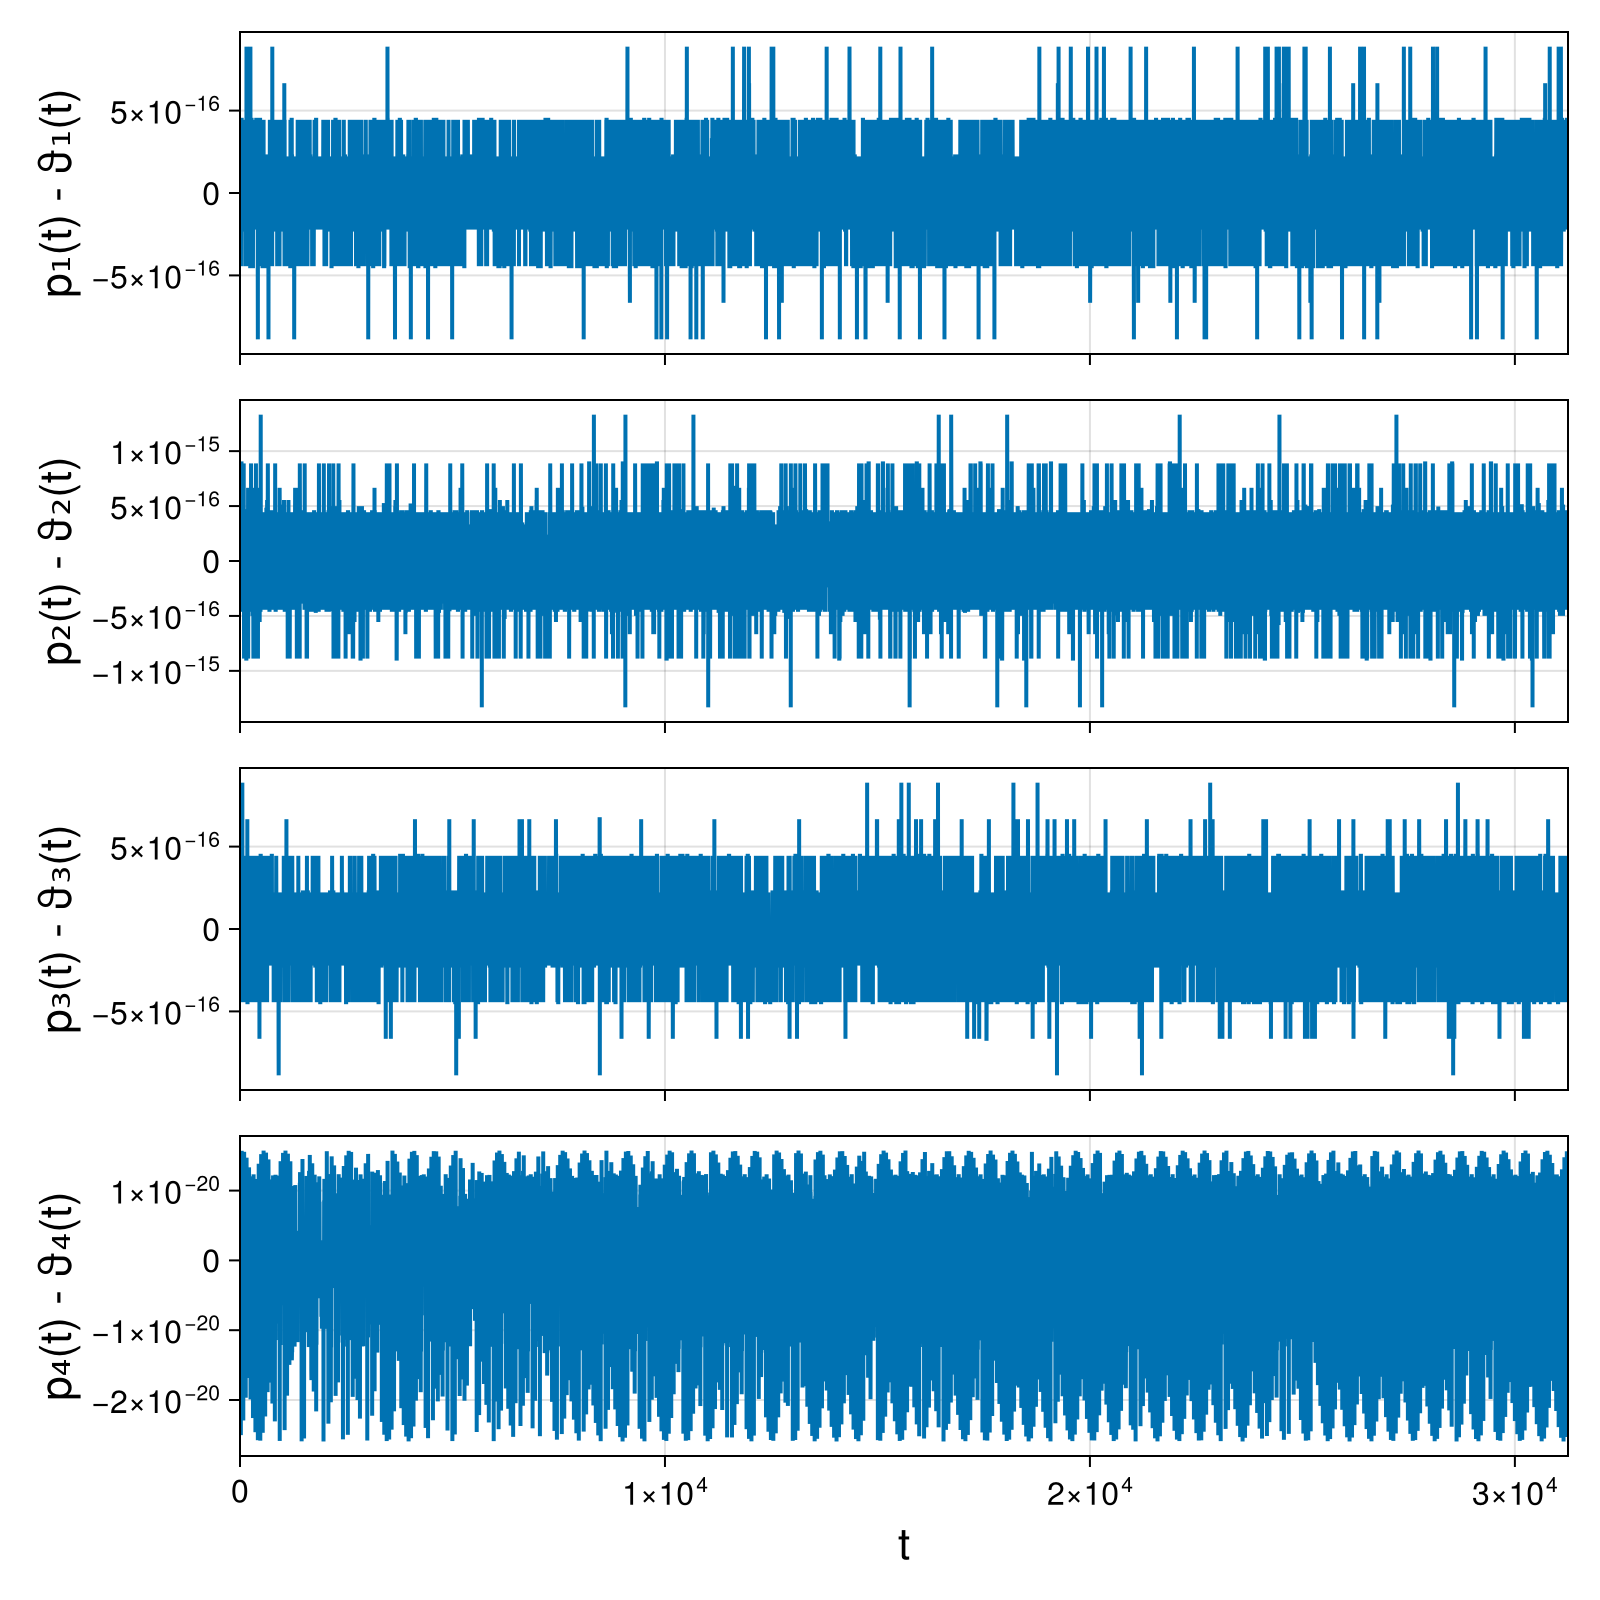 p₁(t) - ϑ₁(t)
5×10⁻¹⁶
0
−5×10⁻¹⁶
p₂(t) - ϑ₂(t)
1×10⁻¹⁵
5×10⁻¹⁶
0
−5×10⁻¹⁶
−1×10⁻¹⁵
p₃(t) - ϑ₃(t)
5×10⁻¹⁶
0
−5×10⁻¹⁶
p₄(t) - ϑ₄(t)
1×10⁻²⁰
0
−1×10⁻²⁰
−2×10⁻²⁰
0 1×10⁴ 2×10⁴ 3×10⁴
t